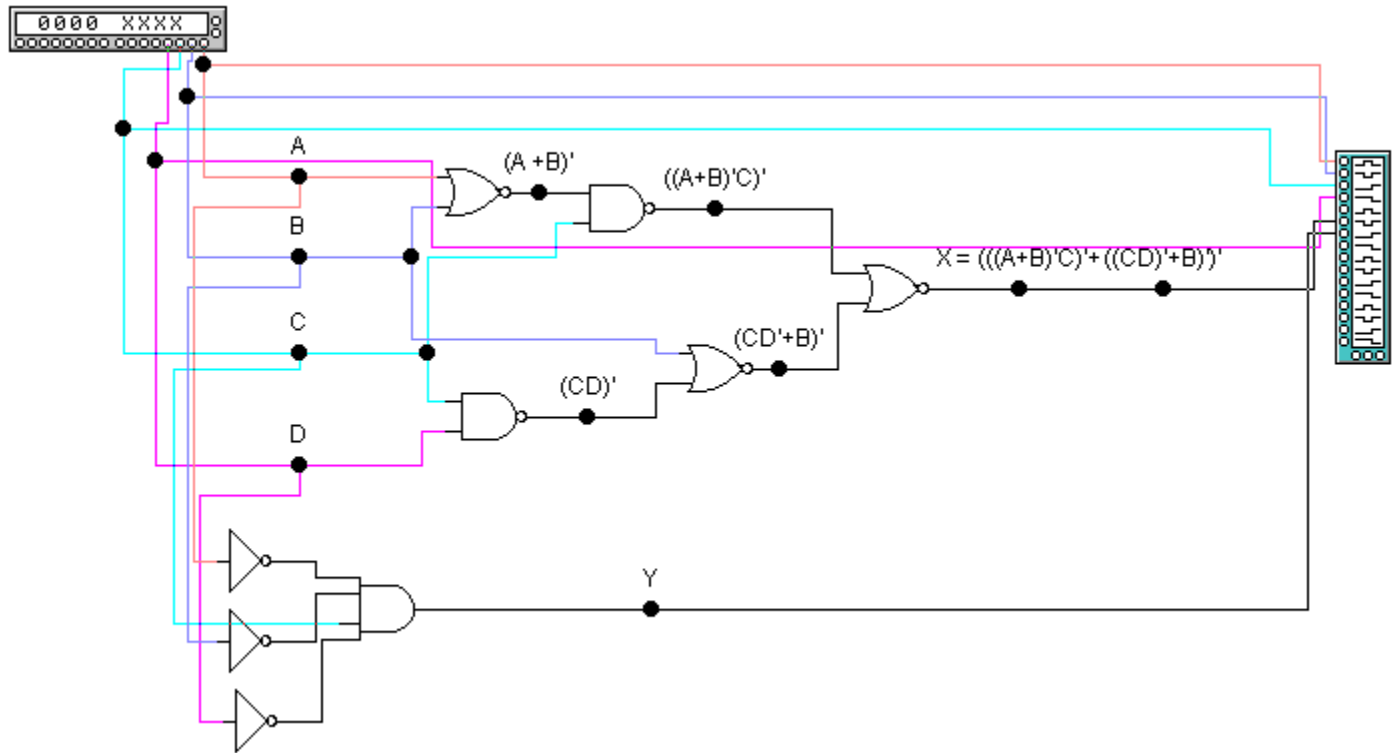 0000 XXXX
A
(A +B)'
((A+B)'C)'
B
X = (((A+B)'C)'+((CD)'+B)')'
C
(CD'+B)'
(CD)'
D
Y